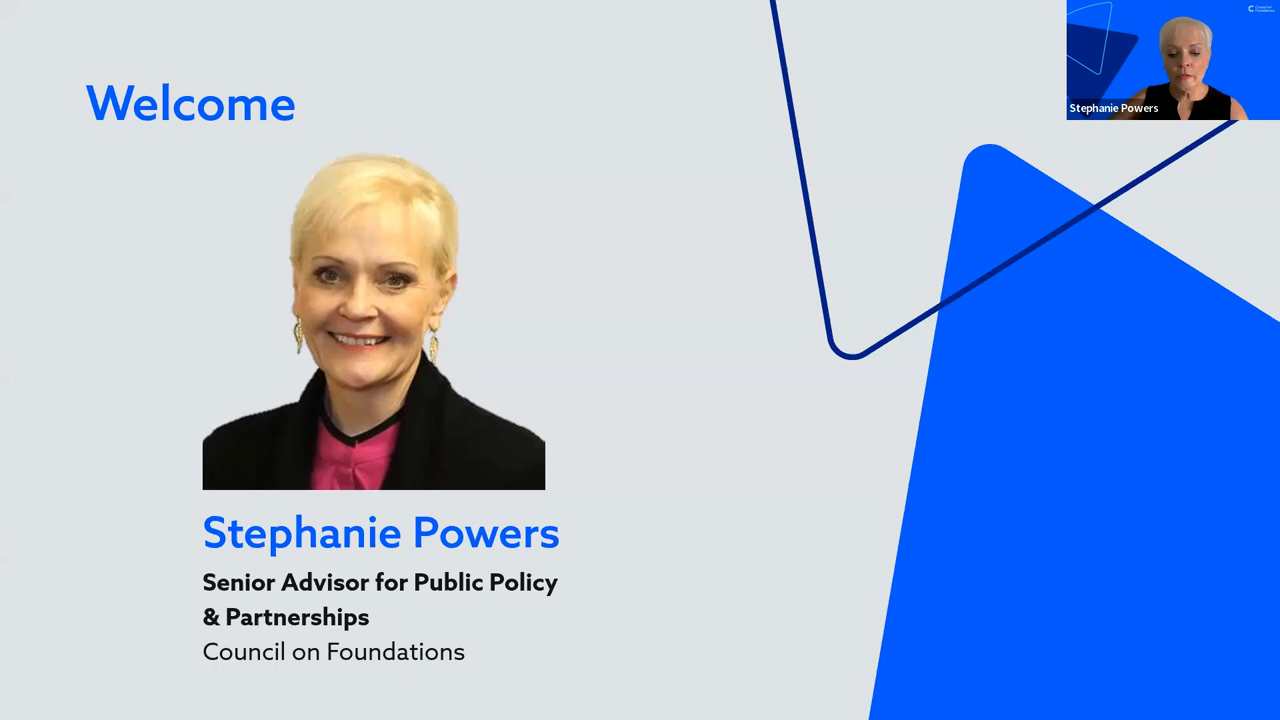 Welcome
Stephanie Powers
Senior Advisor for Public Policy
& Partnerships
Council on Foundations
Stephanie Powers